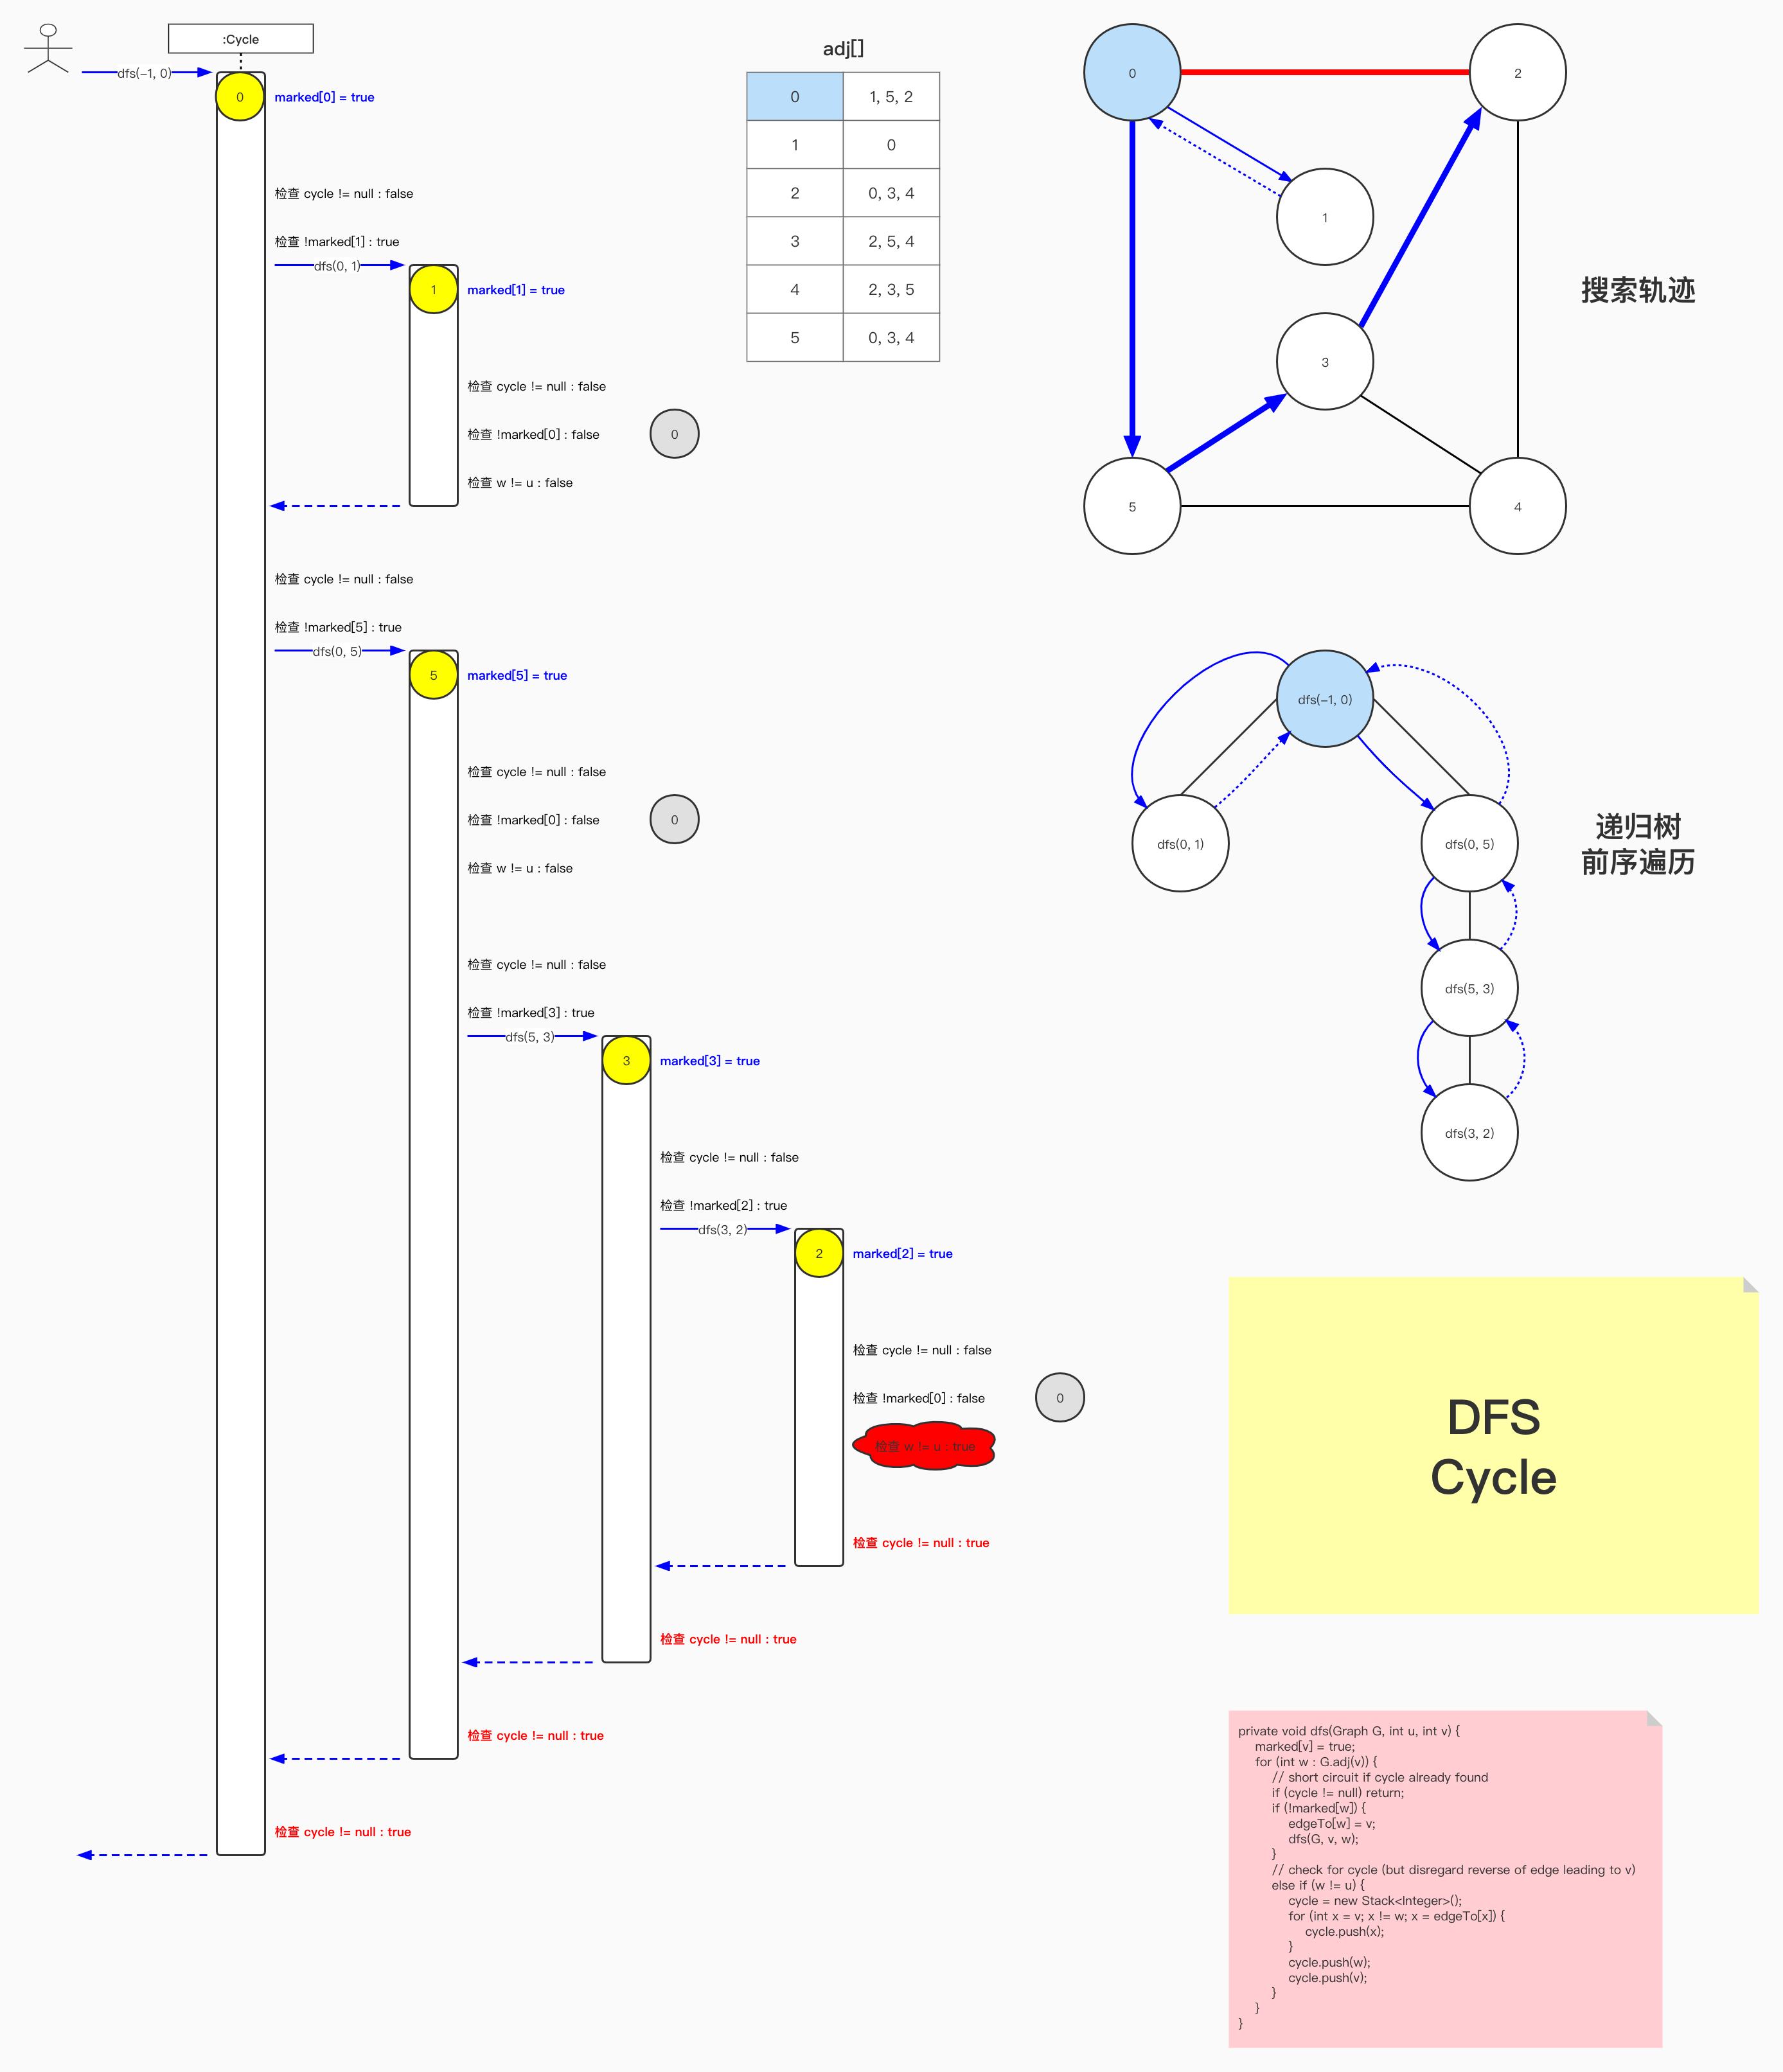 :Cycle
dfs(-1, 0)
0
marked[0] = true
检查 cycle != null : false
检查 !marked[1] : true
dfs(0, 1)
1
marked[1] = true
检查 cycle != null : false
检查 !marked[0] : false
0
检查 w != u : false
检查 cycle != null : false
检查 !marked[5] : true
dfs(0, 5)
5
marked[5] = true
检查 cycle != null : false
检查 !marked[0] : false
0
检查 w != u : false
检查 cycle != null : false
检查 !marked[3] : true
dfs(5, 3)
3
marked[3] = true
检查 cycle != null : false
检查 !marked[2] : true
dfs(3, 2)
2
marked[2] = true
检查 cycle != null : false
检查 !marked[0] : false
0
检查 w != u : true
检查 cycle != null : true
检查 cycle != null : true
检查 cycle != null : true
检查 cycle != null : true
adj[]
0 1, 5, 2
1 0
2 0, 3, 4
3 2, 5, 4
4 2, 3, 5
5 0, 3, 4
0
2
1
3
5
4
搜索轨迹
dfs(-1, 0)
dfs(0, 1)
dfs(0, 5)
dfs(5, 3)
dfs(3, 2)
递归树
前序遍历
DFS
Cycle
private void dfs(Graph G, int u, int v) {
marked[v] = true;
for (int w : G.adj(v)) {
// short circuit if cycle already found
if (cycle != null) return;
if (!marked[w]) {
edgeTo[w] = v;
dfs(G, v, w);
}
// check for cycle (but disregard reverse of edge leading to v)
else if (w != u) {
cycle = new Stack<Integer>();
for (int x = v; x != w; x = edgeTo[x]) {
cycle.push(x);
}
cycle.push(w);
cycle.push(v);
}
}
}